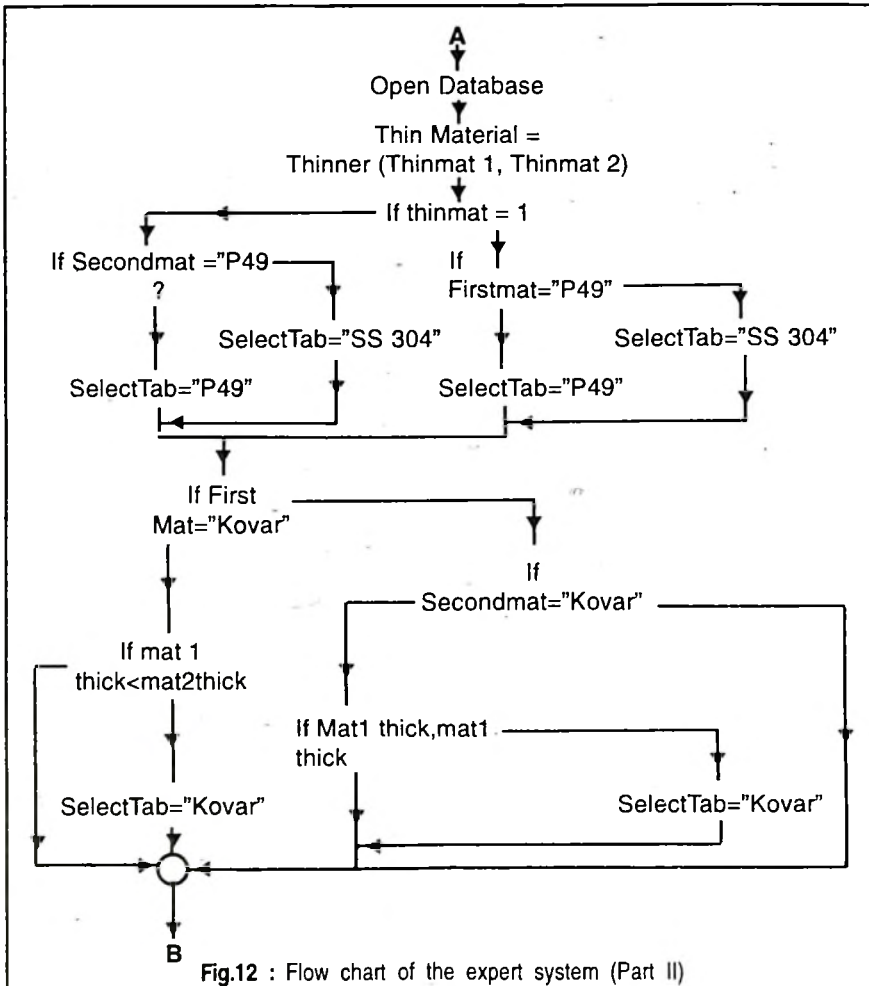 A
Open Database
Thin Material =
Thinner (Thinmat 1, Thinmat 2)
If thinmat = 1
If Secondmat ="P49
?
If
Firstmat="P49"
SelectTab="SS 304"
SelectTab="SS 304"
SelectTab="P49"
SelectTab="P49"
If First
Mat="Kovar"
If
Secondmat="Kovar"
If mat 1
thick<mat2thick
If Mat1 thick,mat1
thick
SelectTab="Kovar"
SelectTab="Kovar"
B
Fig.12 : Flow chart of the expert system (Part II)